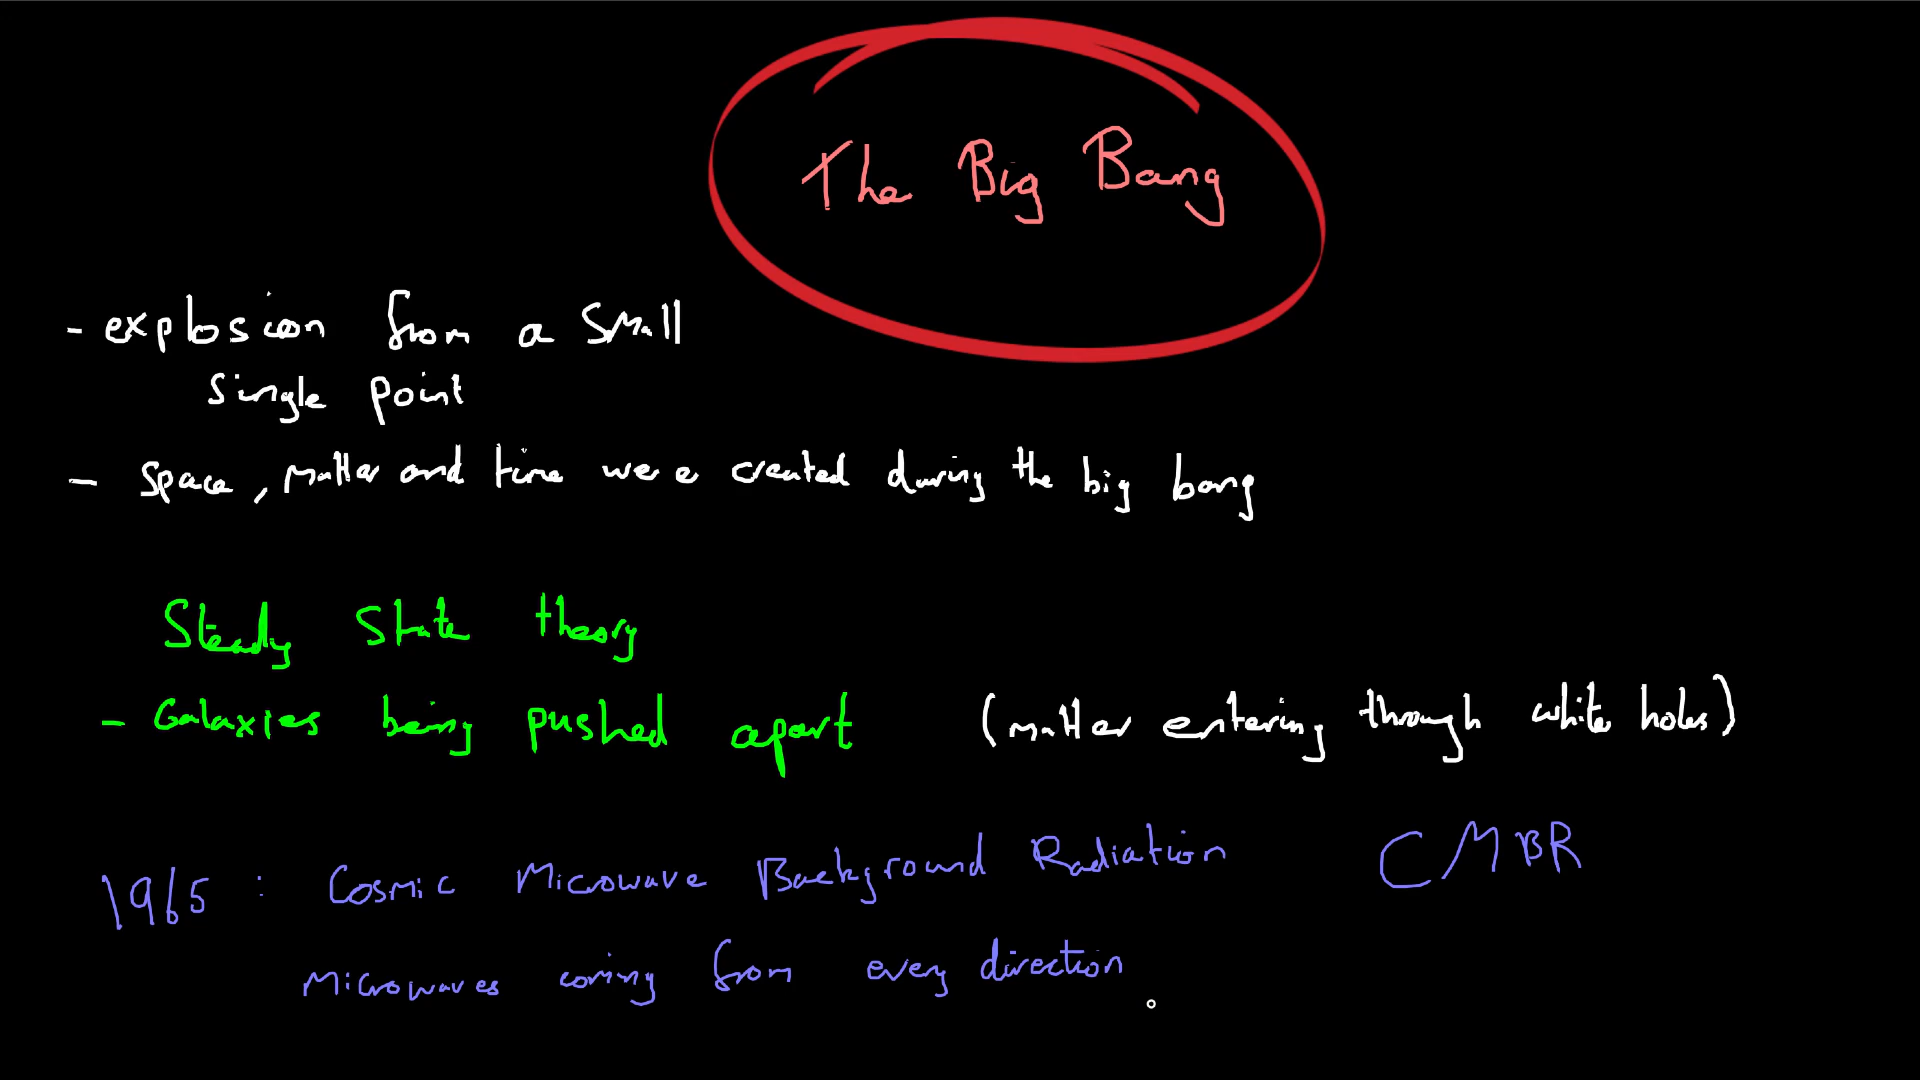 The Big Bang
- explosion from a small
single point
- space, matter and time were created during the big bang
Steady State theory
- Galaxies being pushed apart (matter entering through white holes)
1965 : Cosmic Microwave Background Radiation CMBR
Microwaves coming from every direction